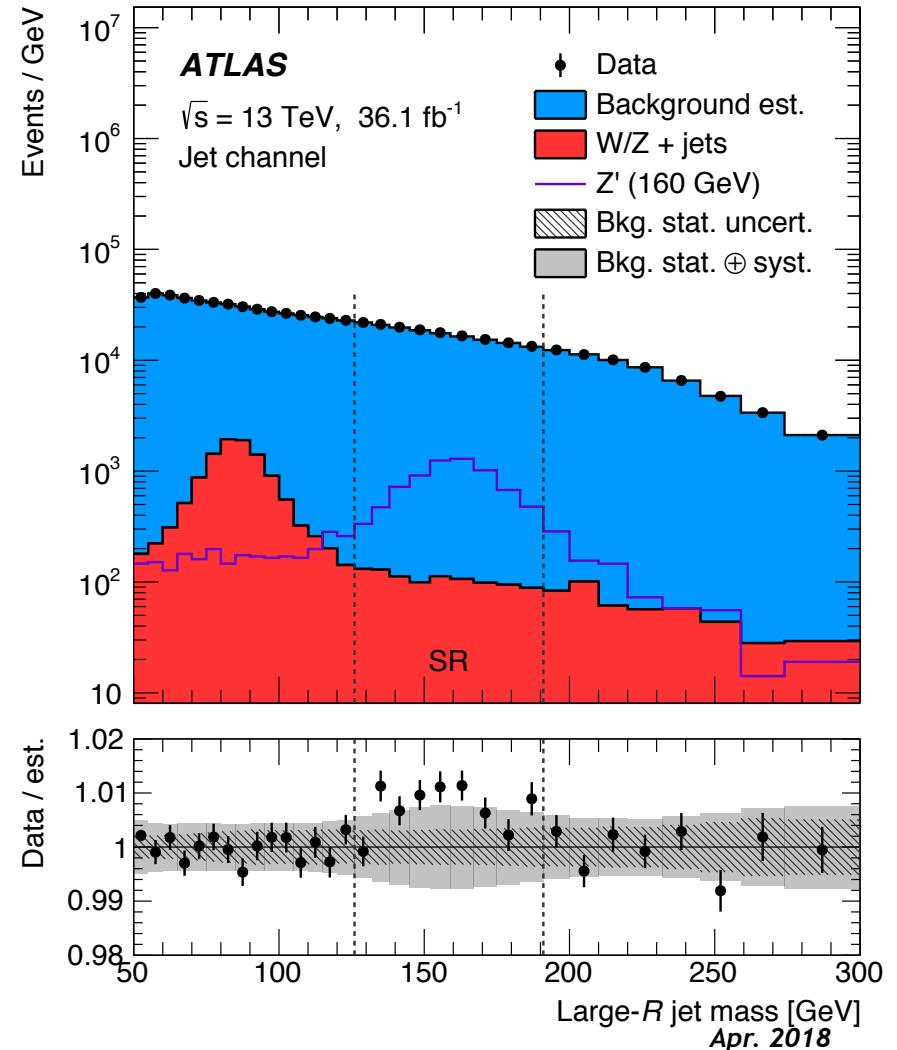 Events / GeV
10⁷
10⁶
10⁵
10⁴
10³
10²
10
ATLAS
√s = 13 TeV, 36.1 fb⁻¹
Jet channel
Data
Background est.
W/Z + jets
Z' (160 GeV)
Bkg. stat. uncert.
Bkg. stat. ⊕ syst.
SR
Data / est.
1.02
1.01
1
0.99
0.98
50 100 150 200 250 300
Large-R jet mass [GeV]
Apr. 2018